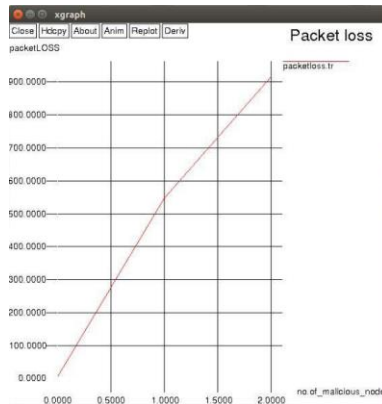 xgraph
Close Hdcpy About Anim Replot Deriv
Packet loss
packetLOSS
packetloss.tr
900.0000
800.0000
700.0000
600.0000
500.0000
400.0000
300.0000
200.0000
100.0000
0.0000
0.0000 0.5000 1.0000 1.5000 2.0000
no.of_malicious_node